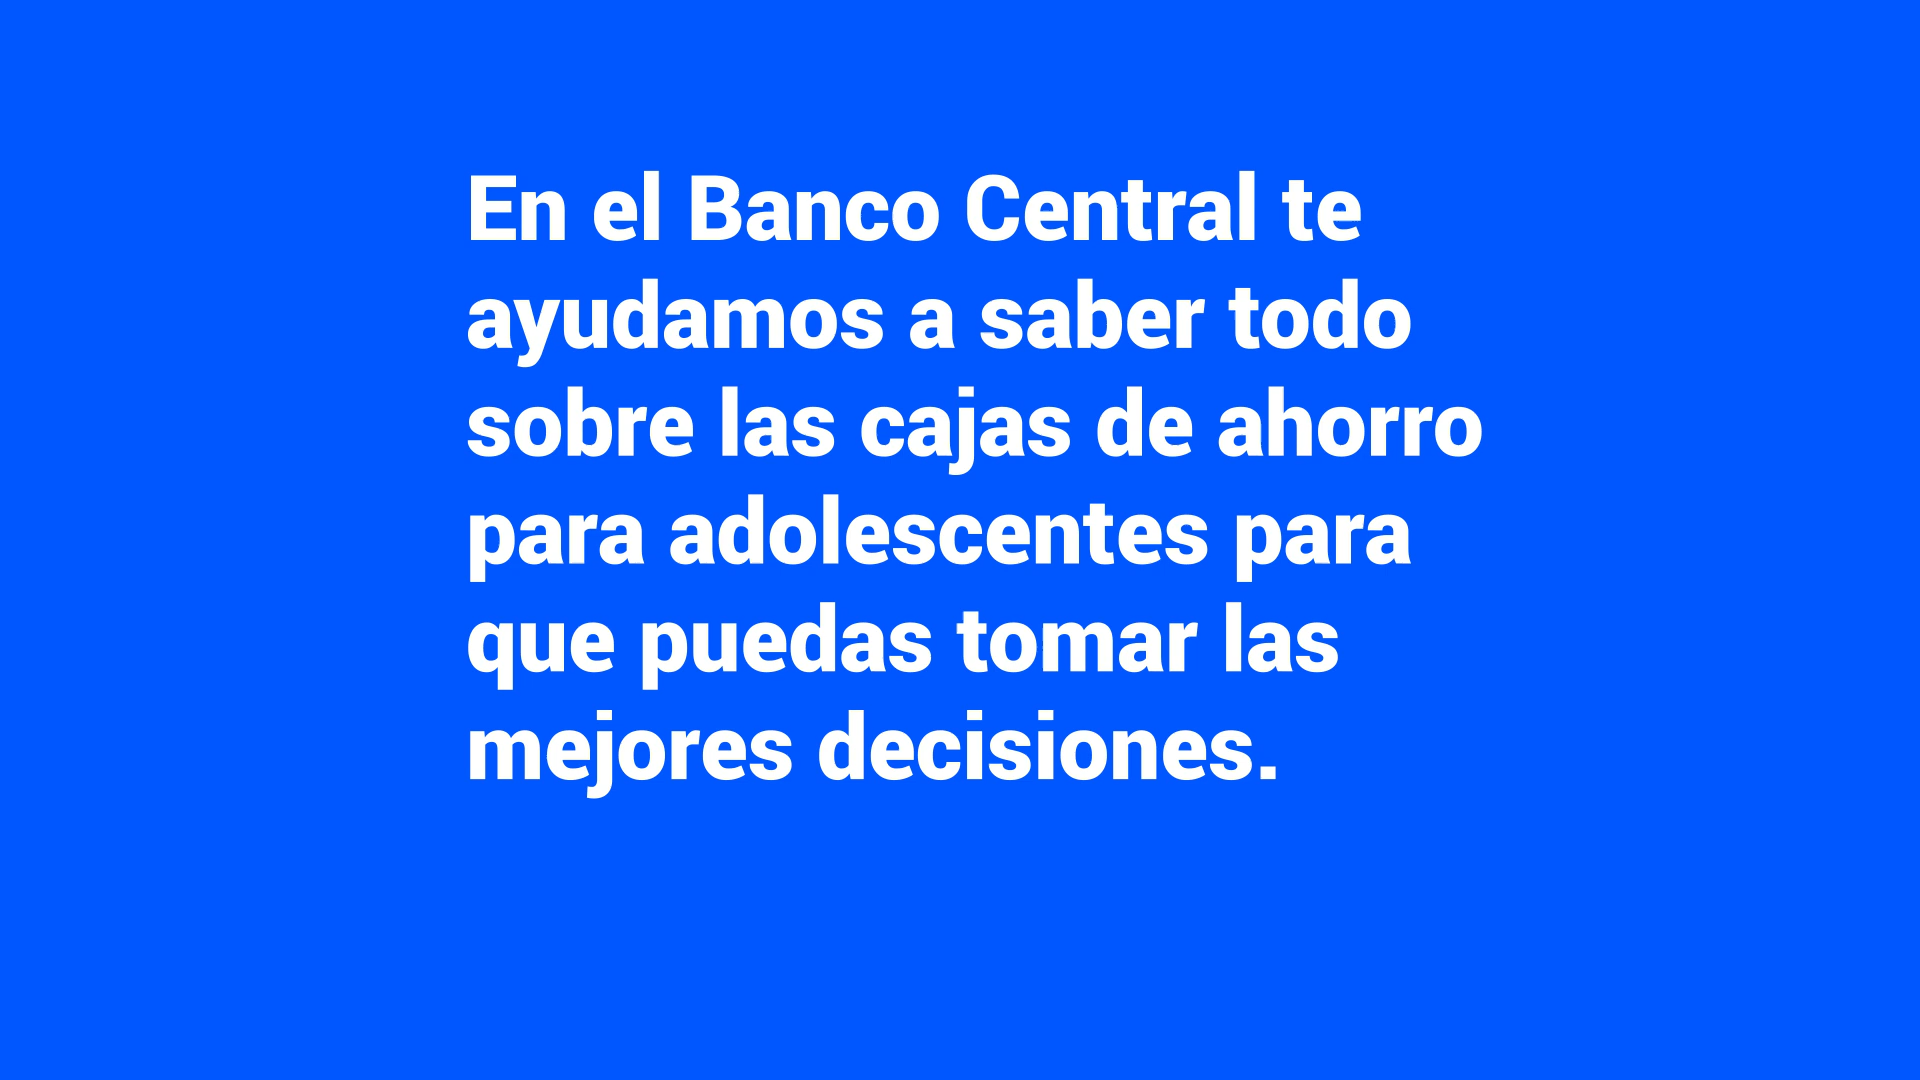 En el Banco Central te
ayudamos a saber todo
sobre las cajas de ahorro
para adolescentes para
que puedas tomar las
mejores decisiones.